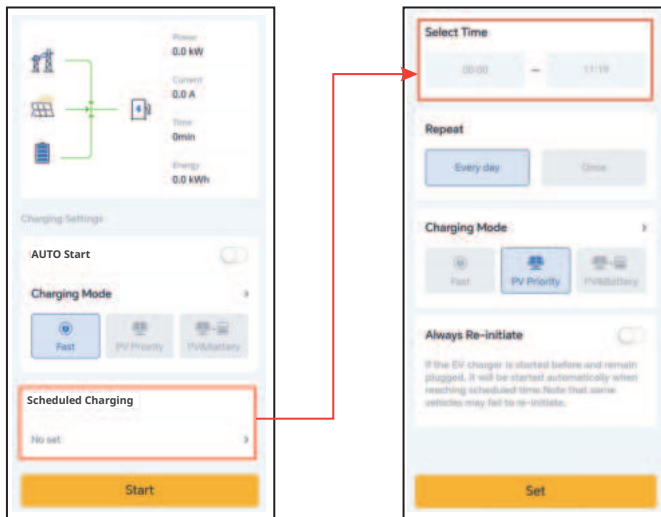 Power
0.0 kW
Current
0.0 A
Time
0min
Energy
0.0 kWh
Charging Settings
AUTO Start
Charging Mode
Fast
PV Priority
PV&Battery
Scheduled Charging
No set
Start
Select Time
00:00
–
11:19
Repeat
Every day
Once
Charging Mode
Fast
PV Priority
PV&Battery
Always Re-initiate
If the EV charger is started before and remain
plugged, it will be started automatically when
reaching scheduled time.Note that some
vehicles may fail to re-initiate.
Set